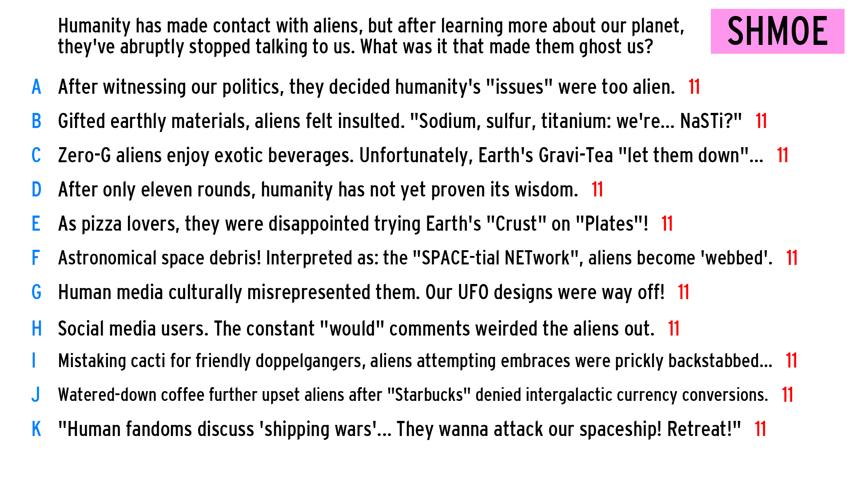 Humanity has made contact with aliens, but after learning more about our planet,
they've abruptly stopped talking to us. What was it that made them ghost us?
SHMOE
A After witnessing our politics, they decided humanity's "issues" were too alien. 11
B Gifted earthly materials, aliens felt insulted. "Sodium, sulfur, titanium: we're... NaSTi?" 11
C Zero-G aliens enjoy exotic beverages. Unfortunately, Earth's Gravi-Tea "let them down"... 11
D After only eleven rounds, humanity has not yet proven its wisdom. 11
E As pizza lovers, they were disappointed trying Earth's "Crust" on "Plates"! 11
F Astronomical space debris! Interpreted as: the "SPACE-tial NETwork", aliens become 'webbed'. 11
G Human media culturally misrepresented them. Our UFO designs were way off! 11
H Social media users. The constant "would" comments weirded the aliens out. 11
I Mistaking cacti for friendly doppelgangers, aliens attempting embraces were prickly backstabbed... 11
J Watered-down coffee further upset aliens after "Starbucks" denied intergalactic currency conversions. 11
K "Human fandoms discuss 'shipping wars'... They wanna attack our spaceship! Retreat!" 11